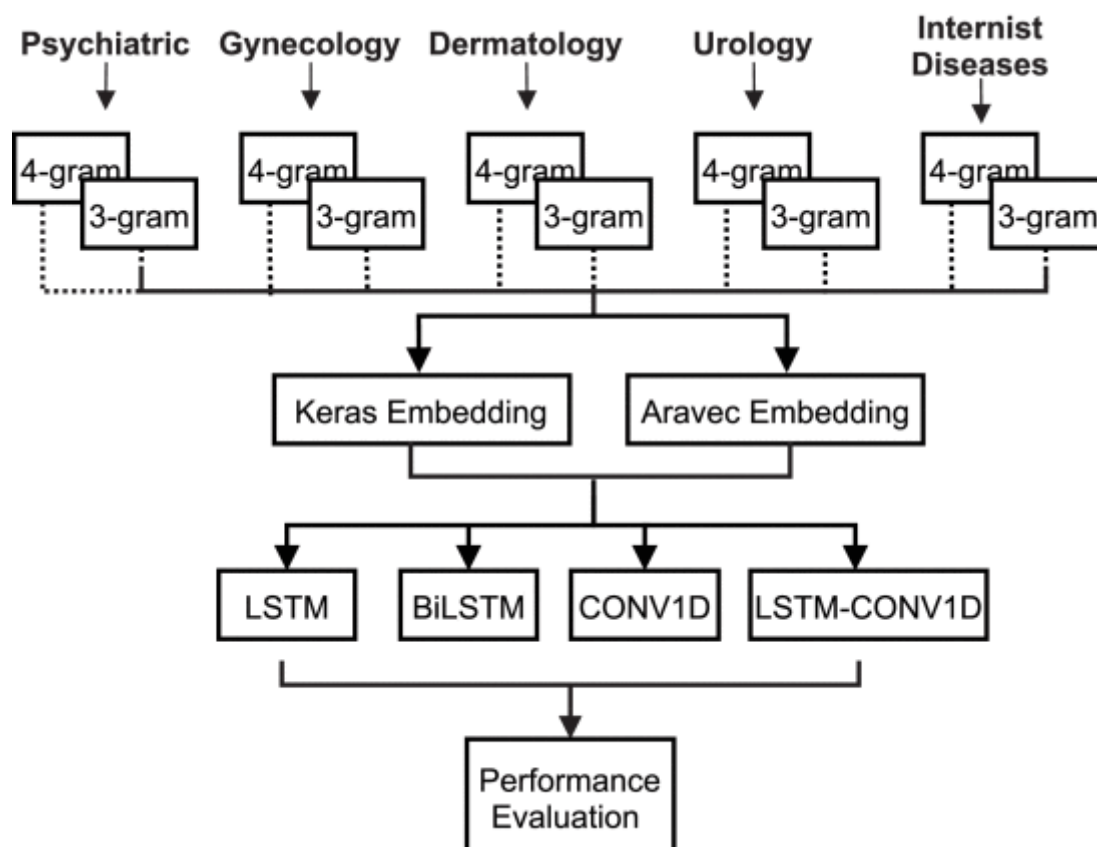 Psychiatric
Gynecology
Dermatology
Urology
Internist
Diseases
4-gram
3-gram
4-gram
3-gram
4-gram
3-gram
4-gram
3-gram
4-gram
3-gram
Keras Embedding
Aravec Embedding
LSTM
BiLSTM
CONV1D
LSTM-CONV1D
Performance
Evaluation